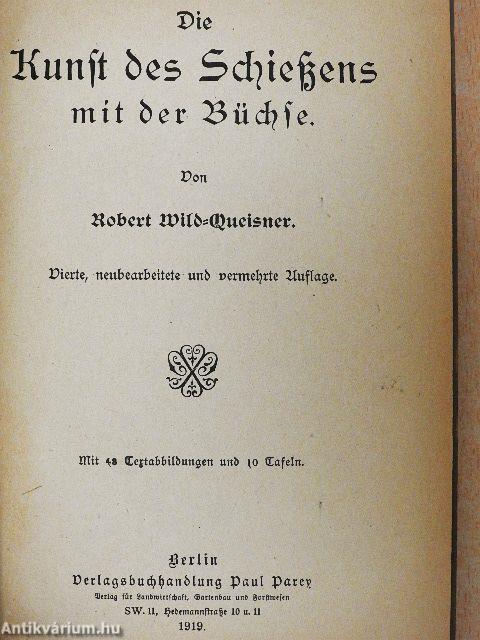 Die
Kunst des Schießens
mit der Büchse.
Von
Robert Wild=Queisner.
Vierte, neubearbeitete und vermehrte Auflage.
Mit 48 Textabbildungen und 10 Tafeln.
Berlin
Verlagsbuchhandlung Paul Parey
Verlag für Landwirtschaft, Gartenbau und Forstwesen
SW. 11, Hedemannstraße 10 u. 11
1919.
Antikvárium.hu